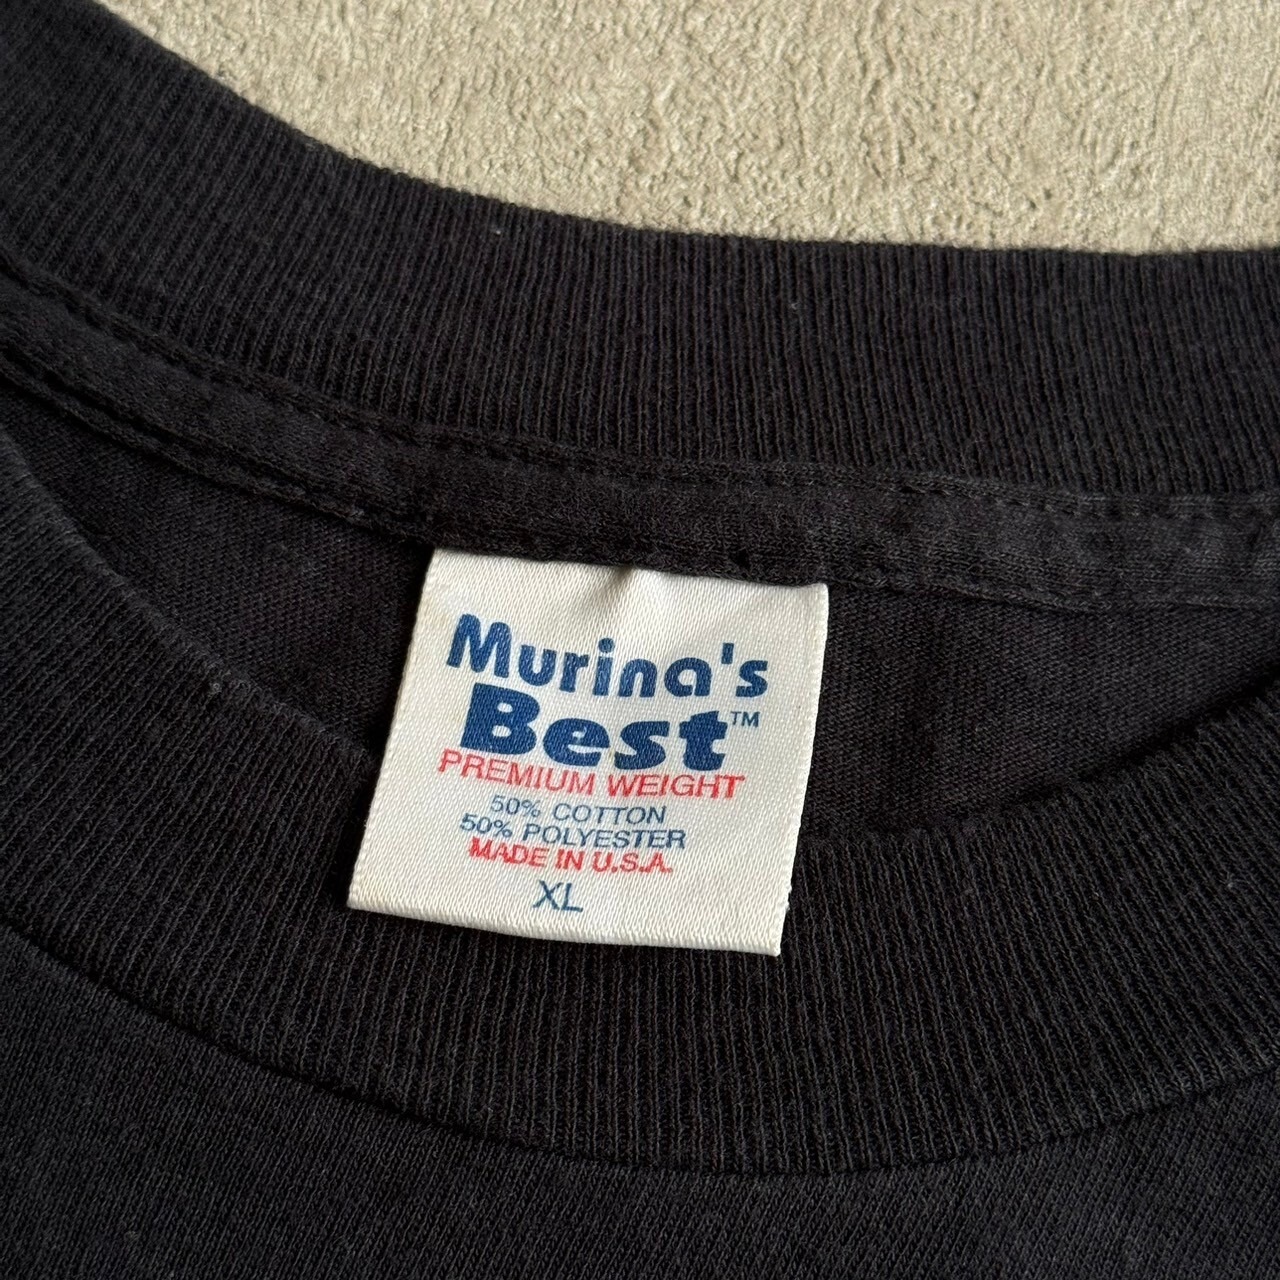 Murina's
Best™
PREMIUM WEIGHT
50% COTTON
50% POLYESTER
MADE IN U.S.A.
XL